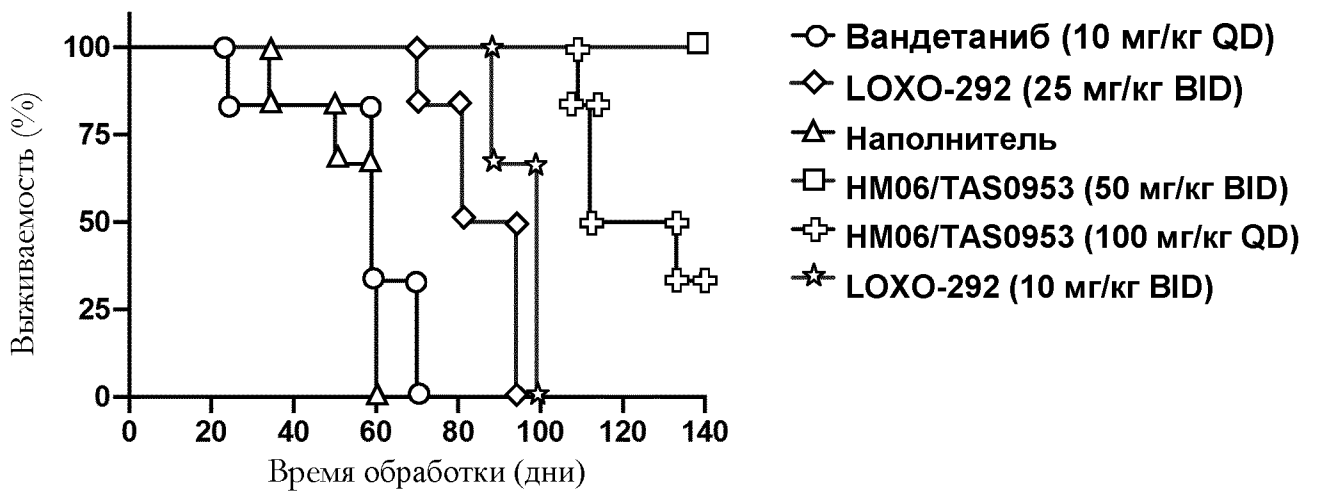 100
75
50
25
0
Выживаемость (%)
0 20 40 60 80 100 120 140
Время обработки (дни)
Вандетаниб (10 мг/кг QD)
LOXO-292 (25 мг/кг BID)
Наполнитель
HM06/TAS0953 (50 мг/кг BID)
HM06/TAS0953 (100 мг/кг QD)
LOXO-292 (10 мг/кг BID)